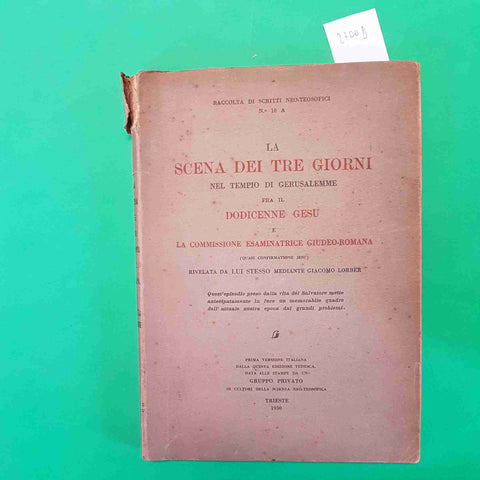 2700 b
RACCOLTA DI SCRITTI NEO-TEOSOFICI
N.° 10 A
LA
SCENA DEI TRE GIORNI
NEL TEMPIO DI GERUSALEMME
FRA IL
DODICENNE GESÙ
E
LA COMMISSIONE ESAMINATRICE GIUDEO-ROMANA
RIVELATA DA LUI STESSO MEDIANTE GIACOMO LORBER
Quest'episodio preso dalla vita del Salvatore mette
anticipatamente in luce un memorabile quadro
dell'attuale nostra epoca dai grandi problemi.
PRIMA VERSIONE ITALIANA
DALLA QUINTA EDIZIONE TEDESCA,
DATA ALLE STAMPE DA UN
GRUPPO PRIVATO
DI CULTORI DELLA SCIENZA NEO-TEOSOFICA
TRIESTE
1930